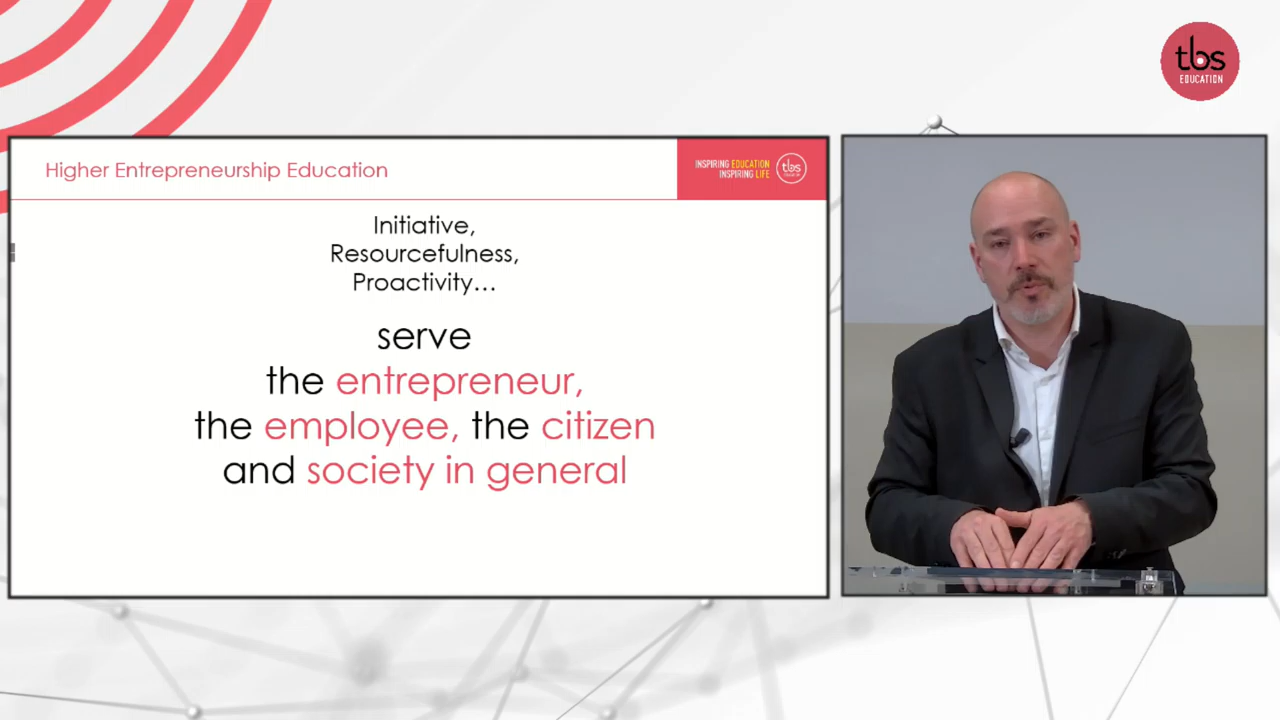 tbs
EDUCATION
Higher Entrepreneurship Education
INSPIRING EDUCATION
INSPIRING LIFE
tbs
Initiative,
Resourcefulness,
Proactivity...
serve
the entrepreneur,
the employee, the citizen
and society in general